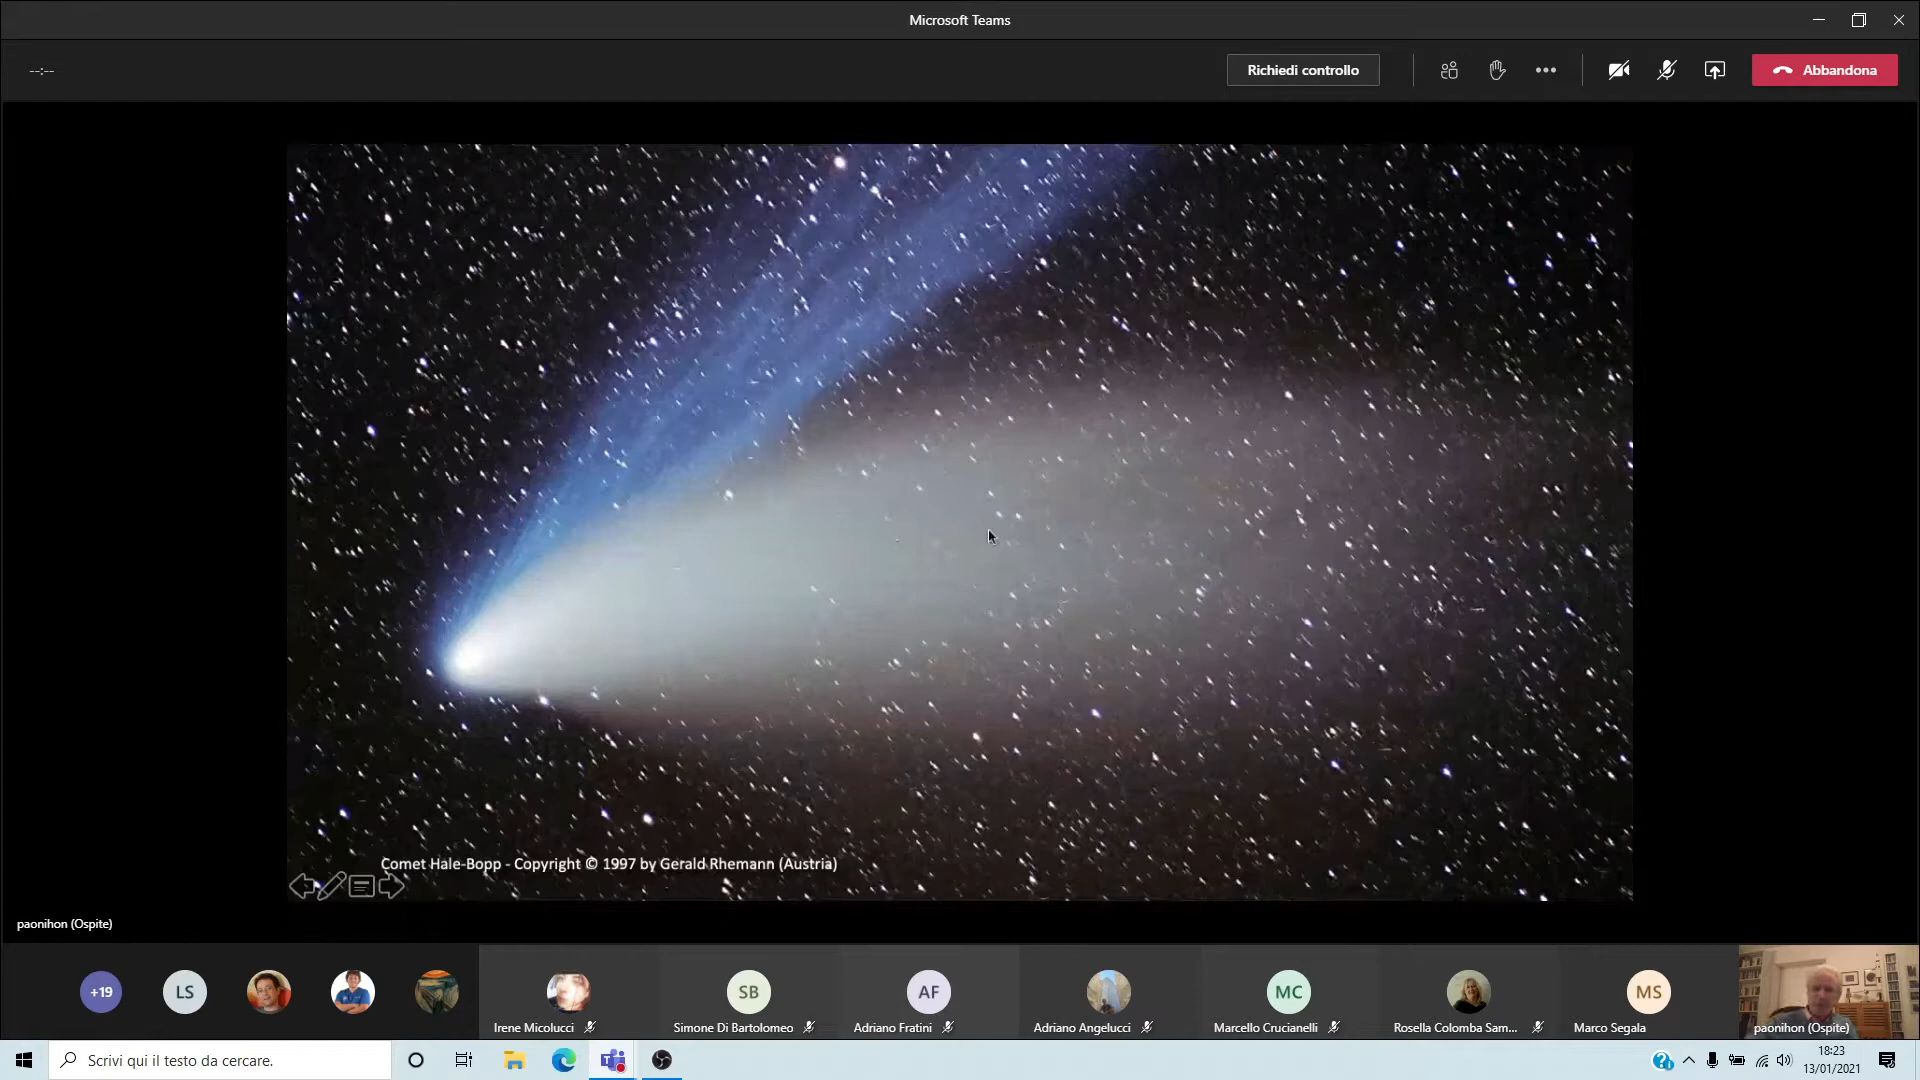 Microsoft Teams
--:--
Richiedi controllo
Abbandona
Comet Hale-Bopp - Copyright © 1997 by Gerald Rhemann (Austria)
paonihon (Ospite)
+19
LS
SB
AF
MC
MS
Irene Micolucci
Simone Di Bartolomeo
Adriano Fratini
Adriano Angelucci
Marcello Crucianelli
Rosella Colomba Sam...
Marco Segala
paonihon (Ospite)
Scrivi qui il testo da cercare.
18:23
13/01/2021